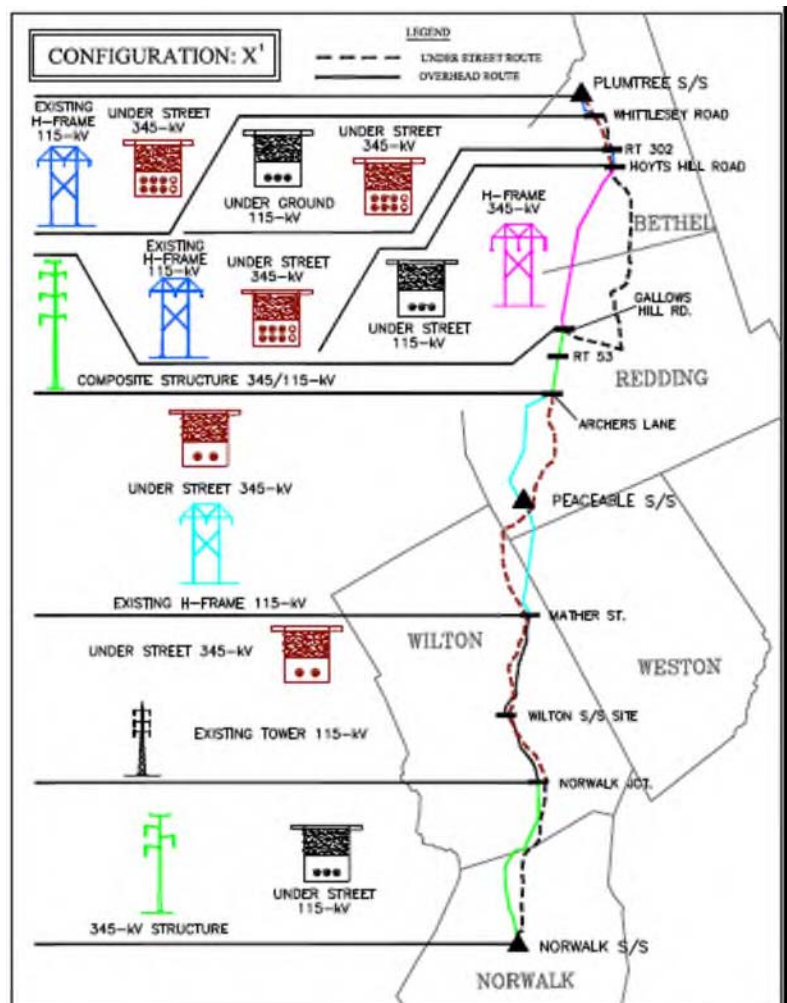 CONFIGURATION: X¹
LEGEND
UNDER STREET ROUTE
OVERHEAD ROUTE
PLUMTREE S/S
WHITTLESEY ROAD
EXISTING
H-FRAME
115-kV
UNDER STREET
345-kV
UNDER STREET
345-kV
RT 302
HOYTS HILL ROAD
UNDER GROUND
115-kV
H-FRAME
345-kV
BETHEL
EXISTING
H-FRAME
115-kV
UNDER STREET
345-kV
UNDER STREET
115-kV
GALLOWS
HILL RD.
RT 53
COMPOSITE STRUCTURE 345/115-kV
REDDING
ARCHERS LANE
UNDER STREET 345-kV
PEACEABLE S/S
EXISTING H-FRAME 115-kV
MATHER ST.
WILTON
UNDER STREET 345-kV
WESTON
WILTON S/S SITE
EXISTING TOWER 115-kV
NORWALK JCT.
UNDER STREET
115-kV
345-kV STRUCTURE
NORWALK S/S
NORWALK